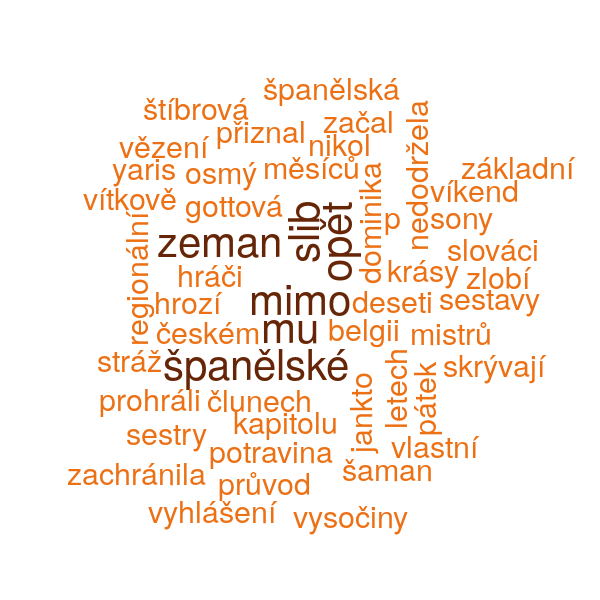 španělská
štíbrová
začal
přiznal
nikol
vězení
měsíců
základní
yaris
osmý
vítkově
gottová
dominika
nedodržela
víkend
p
sony
slib
opět
zeman
slováci
regionální
hráči
krásy
zlobí
hrozí
mimo
deseti
sestavy
českém
mu
belgii
mistrů
stráž
španělské
skrývají
prohráli
člunech
jankto
letech
pátek
kapitolu
sestry
potravina
vlastní
zachránila
průvod
šaman
vyhlášení
vysočiny